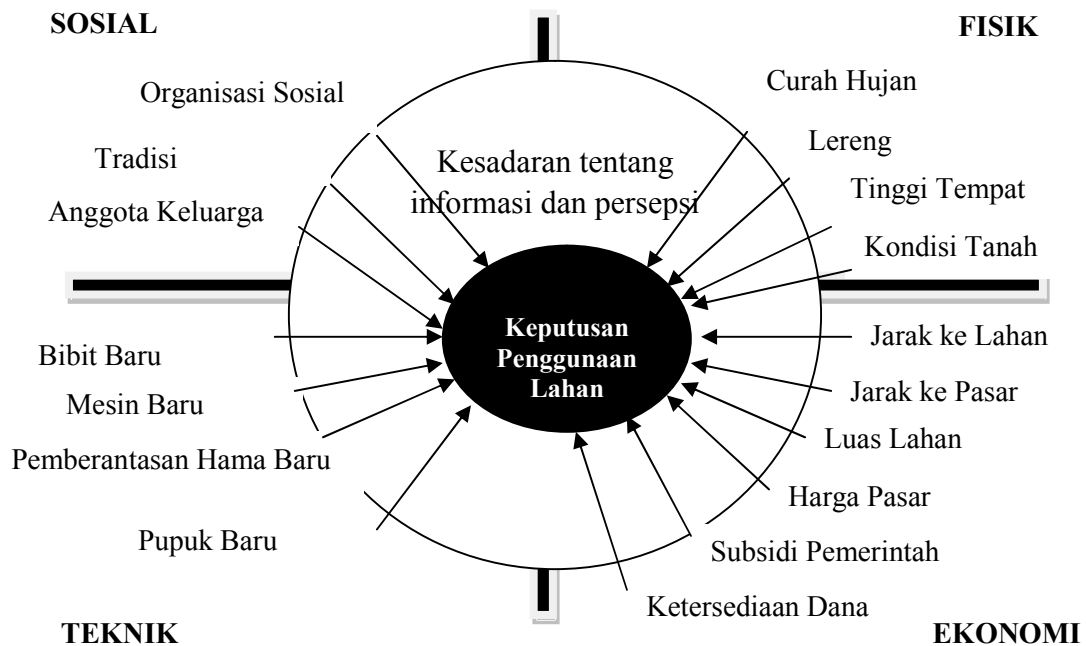 SOSIAL
FISIK
Organisasi Sosial
Tradisi
Anggota Keluarga
Curah Hujan
Lereng
Tinggi Tempat
Kondisi Tanah
Kesadaran tentang
informasi dan persepsi
Keputusan
Penggunaan
Lahan
Bibit Baru
Mesin Baru
Pemberantasan Hama Baru
Pupuk Baru
Jarak ke Lahan
Jarak ke Pasar
Luas Lahan
Harga Pasar
Subsidi Pemerintah
Ketersediaan Dana
TEKNIK
EKONOMI